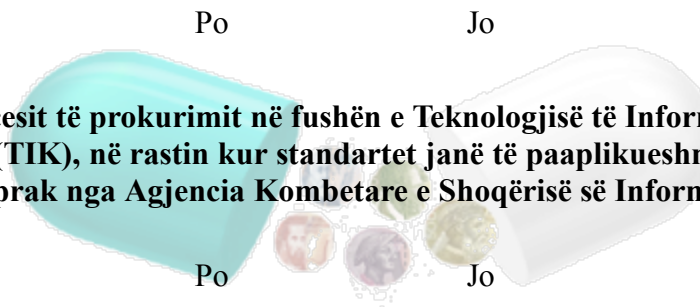 Po Jo
esit të prokurimit në fushën e Teknologjisë të Infor
(TIK), në rastin kur standartet janë të paaplikueshm
prak nga Agjencia Kombetare e Shoqërisë së Inform
Po Jo